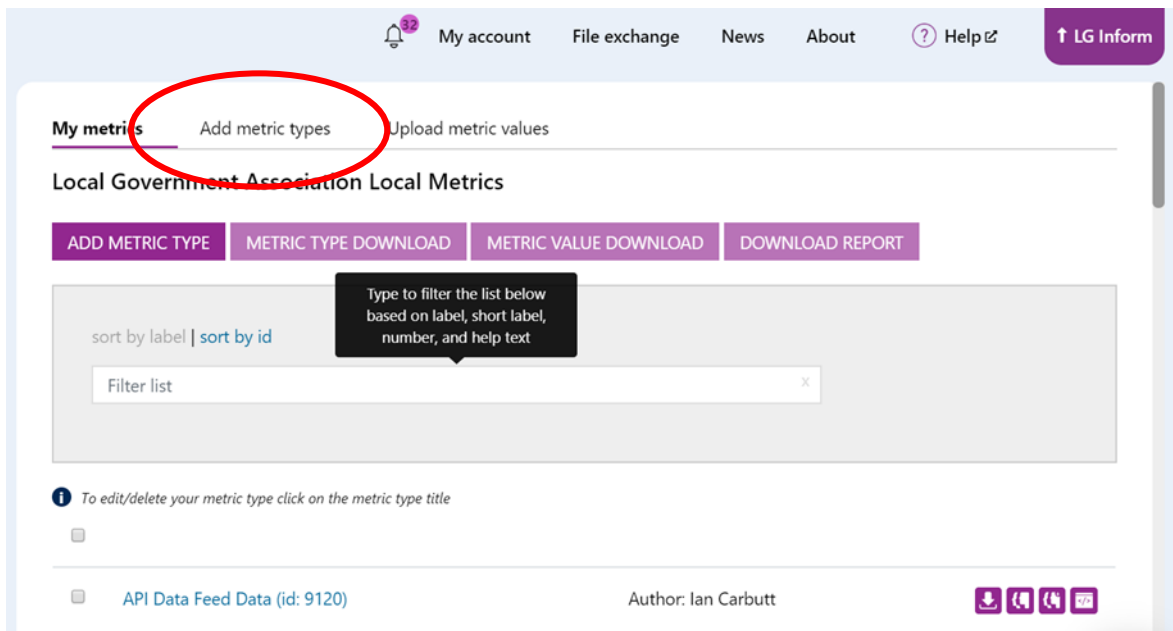 32
My account File exchange News About ? Help ↑ LG Inform
My metrics Add metric types Upload metric values
Local Government Association Local Metrics
ADD METRIC TYPE METRIC TYPE DOWNLOAD METRIC VALUE DOWNLOAD DOWNLOAD REPORT
Type to filter the list below
based on label, short label,
number, and help text
sort by label | sort by id
Filter list x
i To edit/delete your metric type click on the metric type title
API Data Feed Data (id: 9120) Author: Ian Carbutt